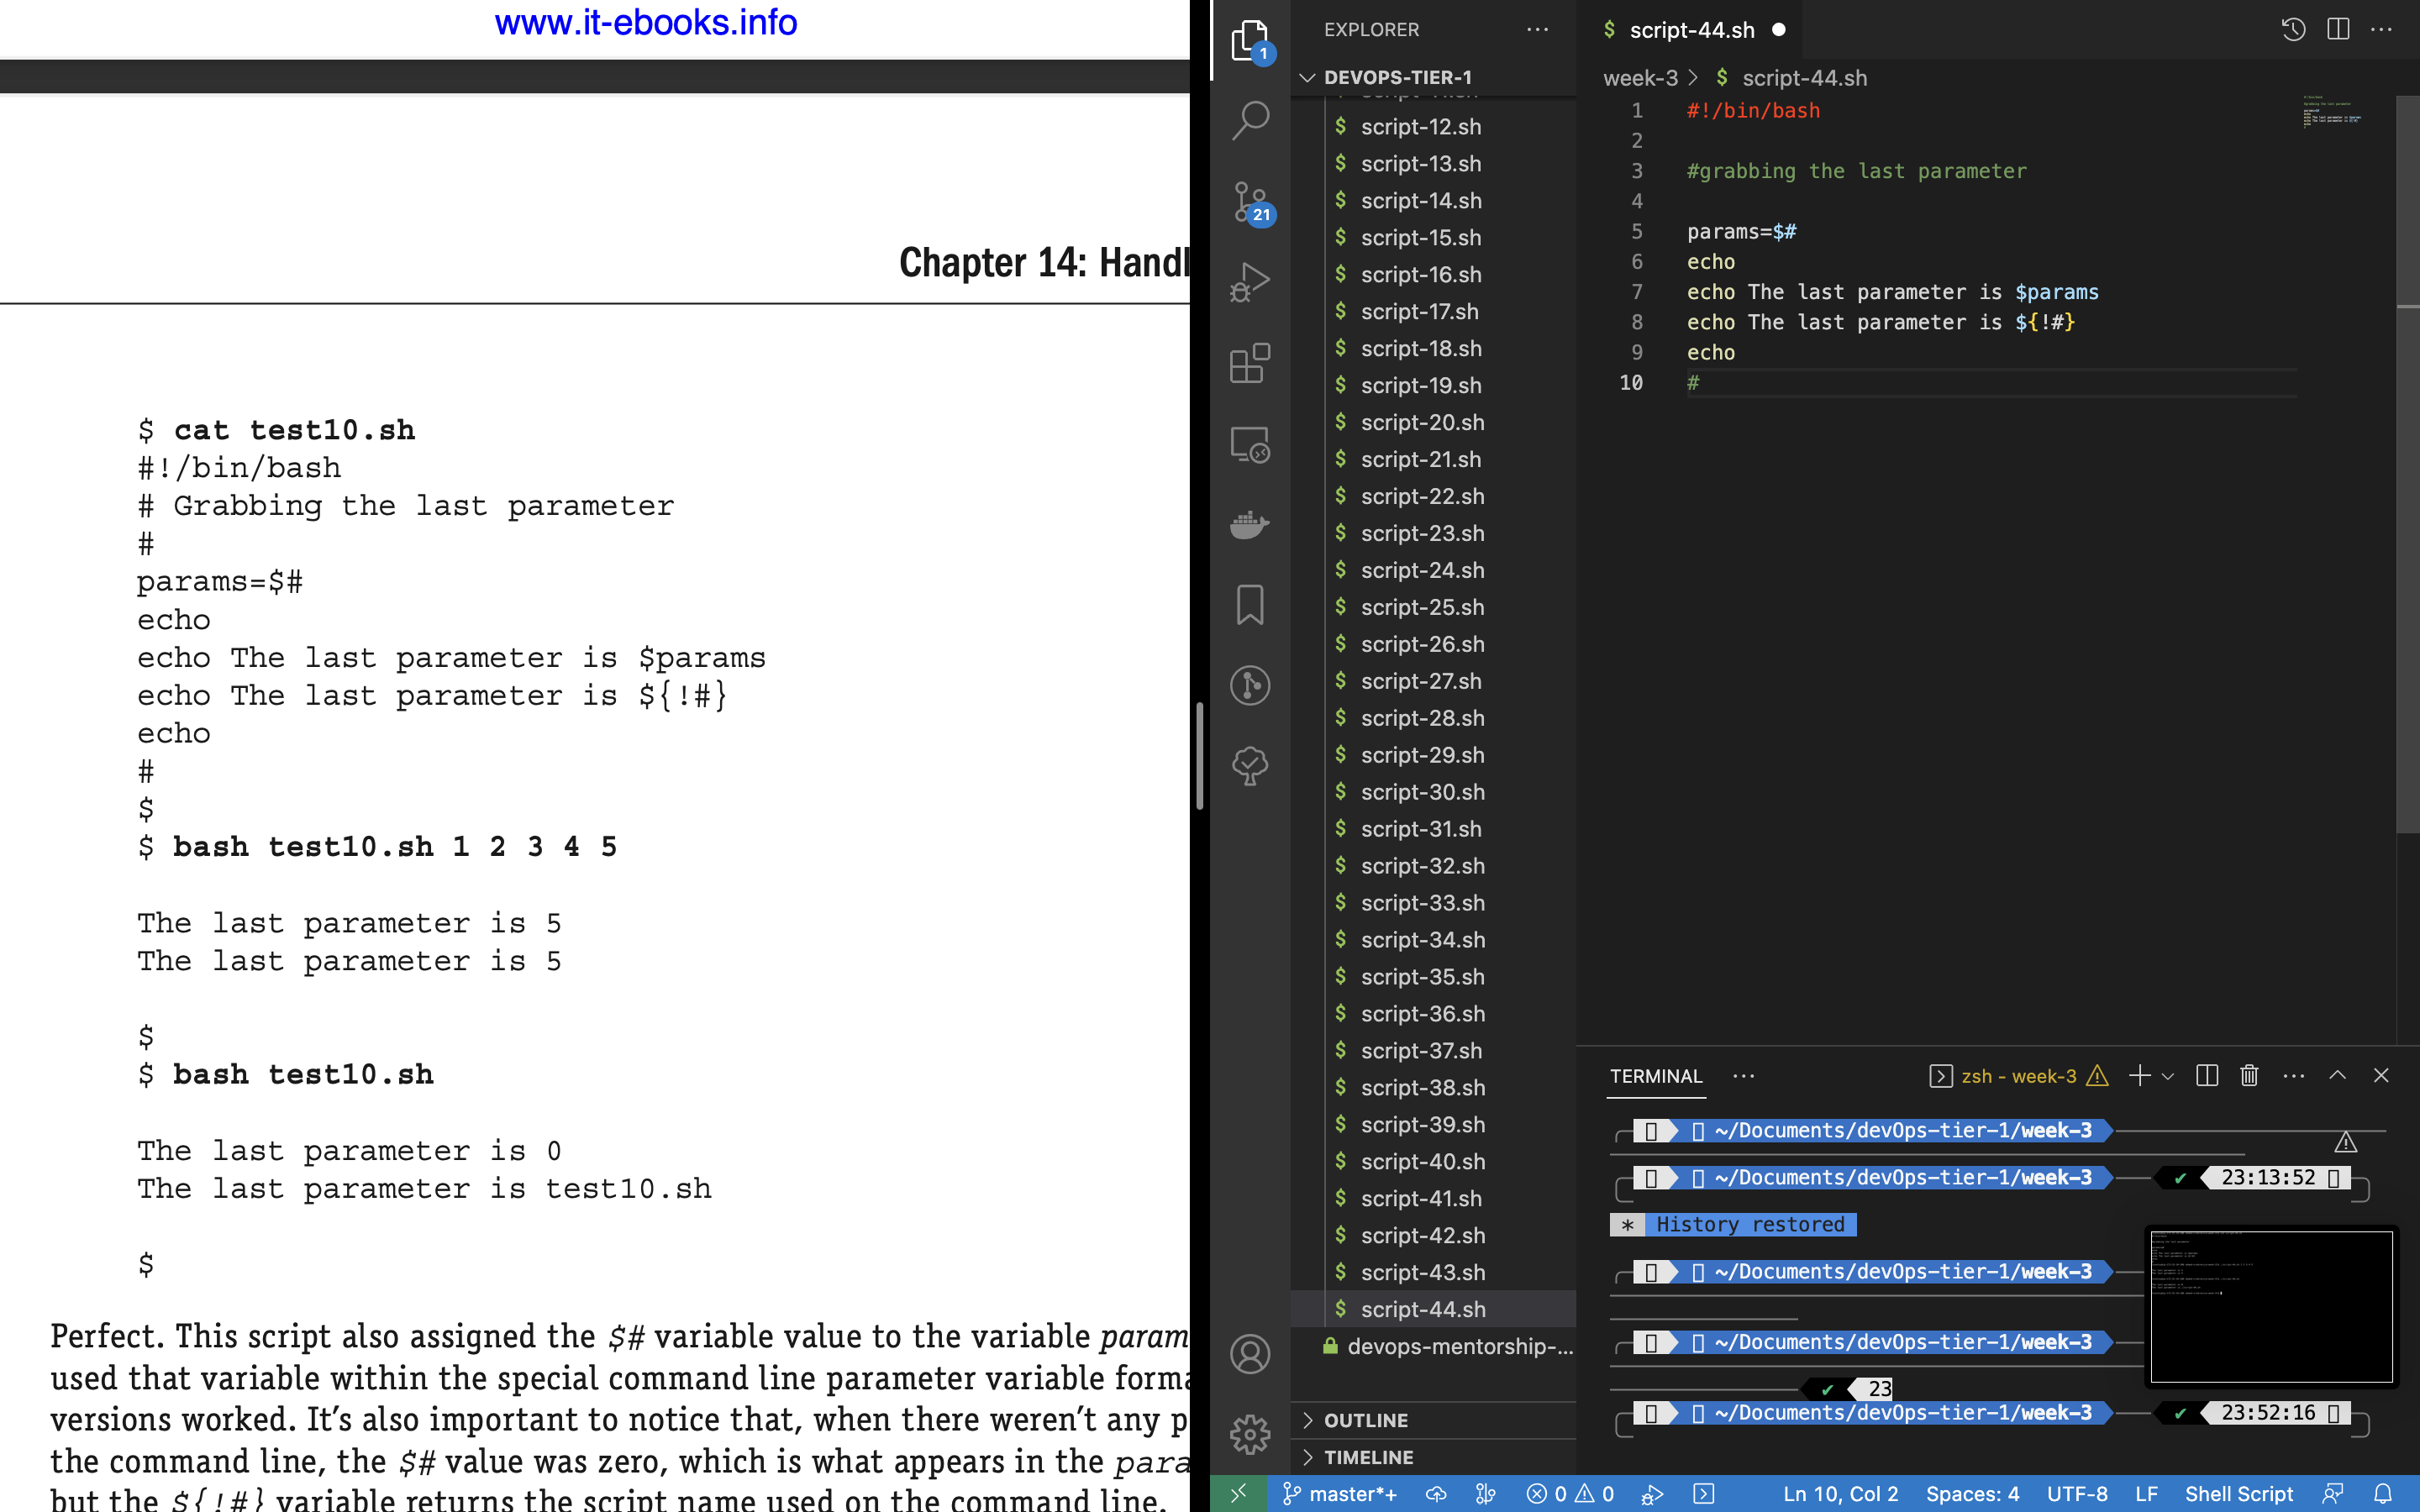 www.it-ebooks.info
Chapter 14: Handl
$ cat test10.sh
#!/bin/bash
# Grabbing the last parameter
#
params=$#
echo
echo The last parameter is $params
echo The last parameter is ${!#}
echo
#
$
$ bash test10.sh 1 2 3 4 5
The last parameter is 5
The last parameter is 5
$
$ bash test10.sh
The last parameter is 0
The last parameter is test10.sh
$
Perfect. This script also assigned the $# variable value to the variable param
used that variable within the special command line parameter variable forma
versions worked. It's also important to notice that, when there weren't any p
the command line, the $# value was zero, which is what appears in the para
but the ${!#} variable returns the script name used on the command line.
1
21
EXPLORER
DEVOPS-TIER-1
$ script-12.sh
$ script-13.sh
$ script-14.sh
$ script-15.sh
$ script-16.sh
$ script-17.sh
$ script-18.sh
$ script-19.sh
$ script-20.sh
$ script-21.sh
$ script-22.sh
$ script-23.sh
$ script-24.sh
$ script-25.sh
$ script-26.sh
$ script-27.sh
$ script-28.sh
$ script-29.sh
$ script-30.sh
$ script-31.sh
$ script-32.sh
$ script-33.sh
$ script-34.sh
$ script-35.sh
$ script-36.sh
$ script-37.sh
$ script-38.sh
$ script-39.sh
$ script-40.sh
$ script-41.sh
$ script-42.sh
$ script-43.sh
$ script-44.sh
devops-mentorship-...
OUTLINE
TIMELINE
$ script-44.sh
week-3 > $ script-44.sh
1 #!/bin/bash
2
3 #grabbing the last parameter
4
5 params=$#
6 echo
7 echo The last parameter is $params
8 echo The last parameter is ${!#}
9 echo
10 #
TERMINAL
zsh - week-3
~/Documents/devOps-tier-1/week-3
~/Documents/devOps-tier-1/week-3 ✔ 23:13:52
* History restored
~/Documents/devOps-tier-1/week-3
~/Documents/devOps-tier-1/week-3
✔ 23
~/Documents/devOps-tier-1/week-3 ✔ 23:52:16
master*+ 0 0 Ln 10, Col 2 Spaces: 4 UTF-8 LF Shell Script